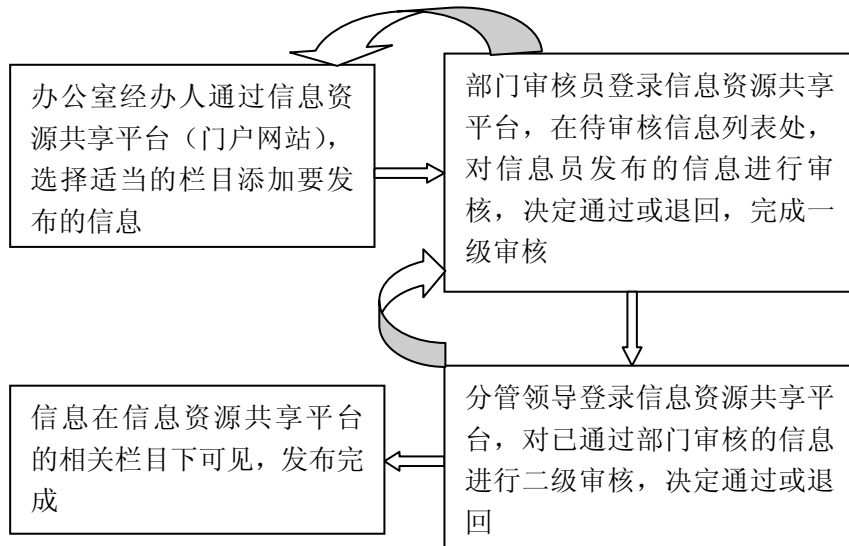 办公室经办人通过信息资
源共享平台（门户网站），
选择适当的栏目添加要发
布的信息
部门审核员登录信息资源共享
平台，在待审核信息列表处，
对信息员发布的信息进行审
核，决定通过或退回，完成一
级审核
分管领导登录信息资源共享平
台，对已通过部门审核的信息
进行二级审核，决定通过或退
回
信息在信息资源共享平台
的相关栏目下可见，发布完
成